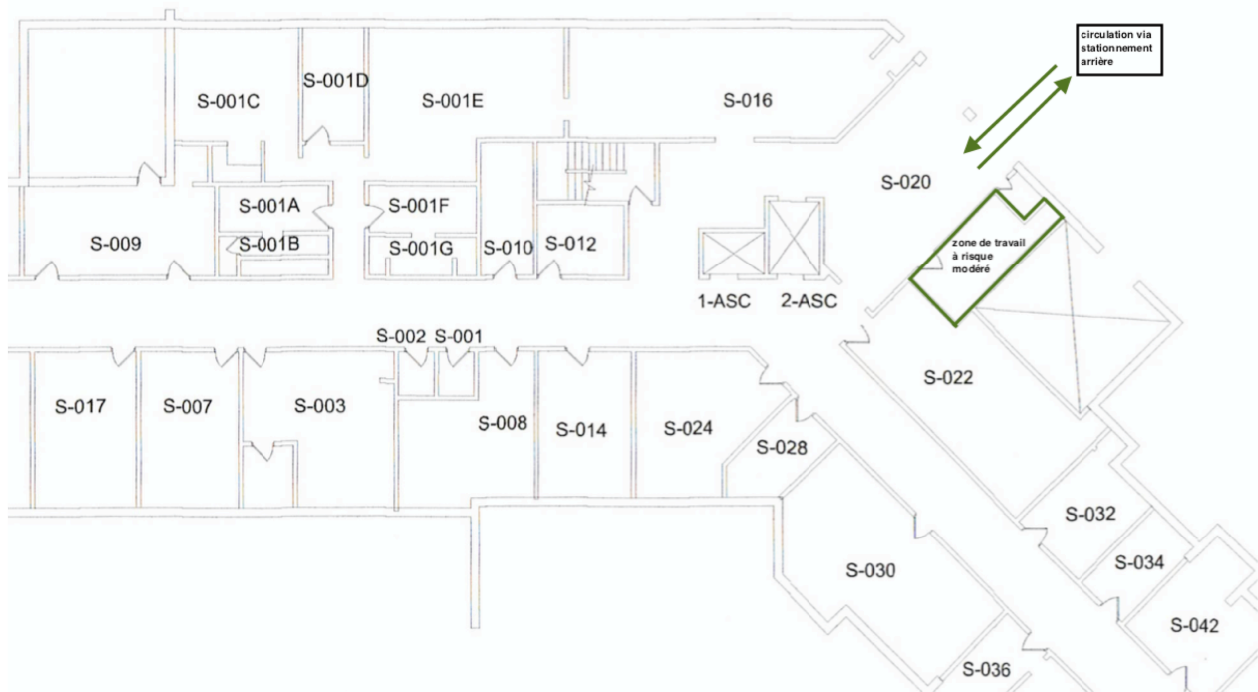 circulation via
stationnement
arrière
S-001D
S-001C
S-001E
S-016
S-020
S-001A
S-001F
S-009
S-001B
S-001G
S-010
S-012
zone de travail
à risque
modéré
1-ASC
2-ASC
S-002
S-001
S-022
S-017
S-007
S-003
S-008
S-014
S-024
S-028
S-032
S-034
S-030
S-042
S-036